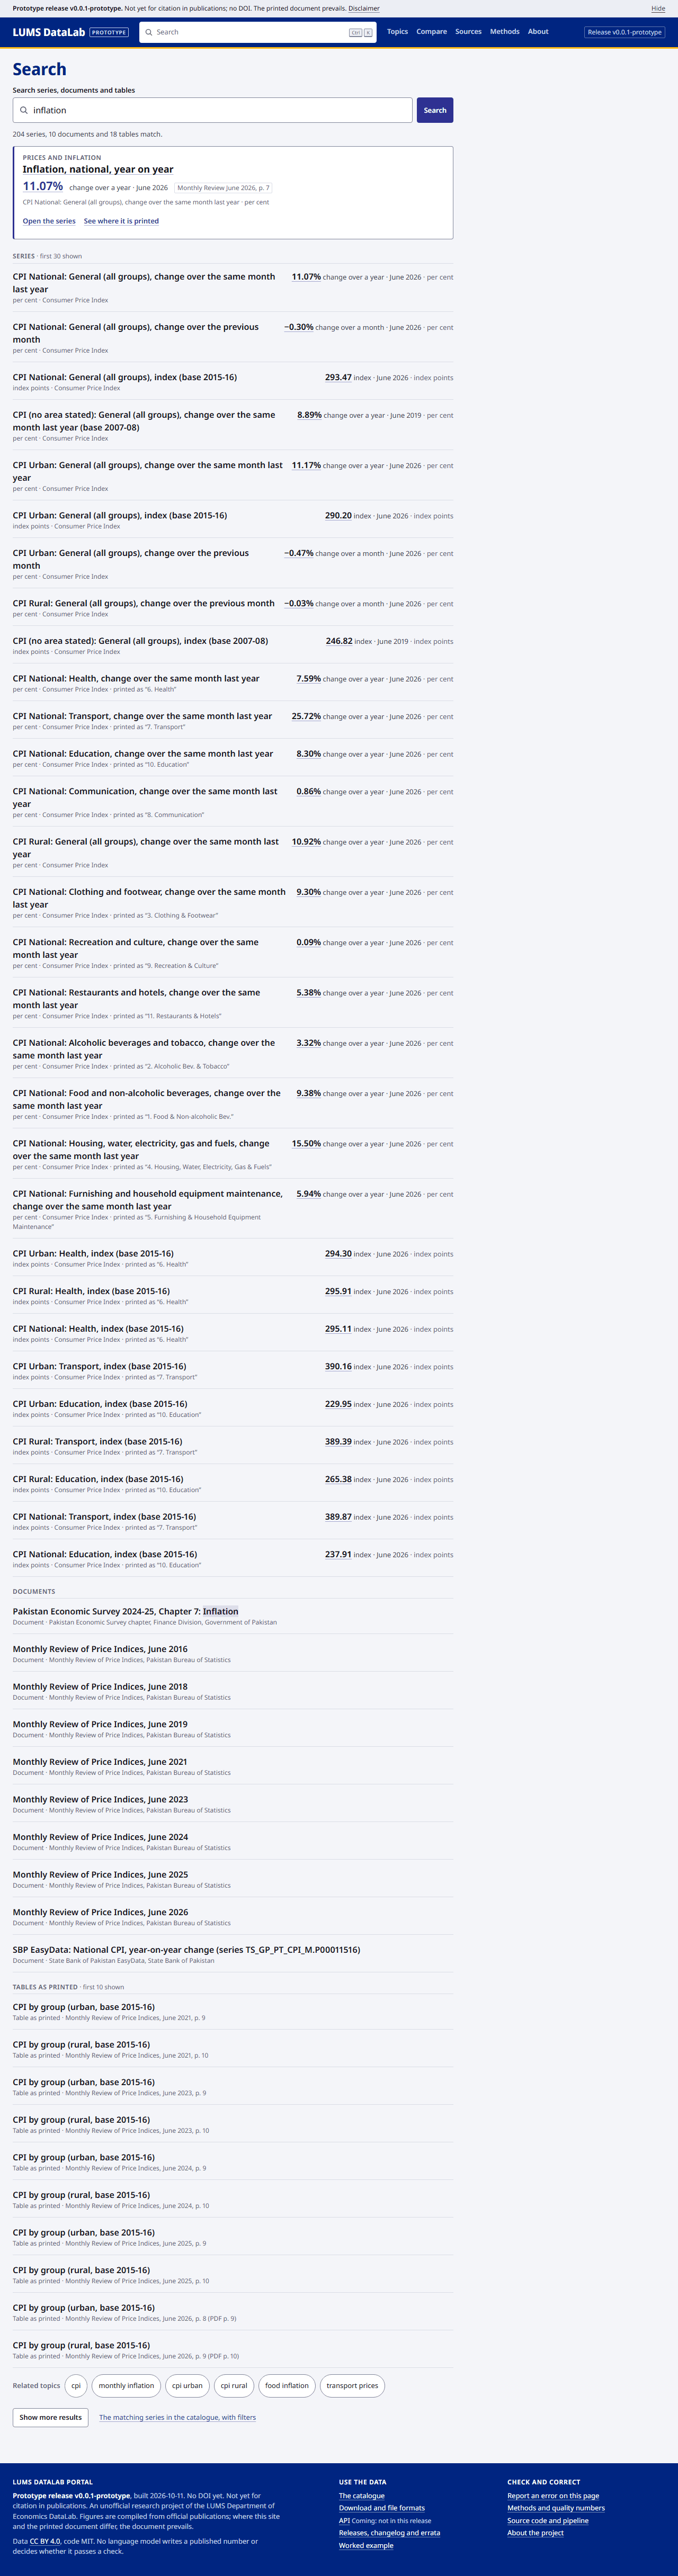 Prototype release v0.0.1-prototype. Not yet for citation in publications; no DOI. The printed document prevails. Disclaimer
Hide
LUMS DataLab PROTOTYPE
Search
Ctrl K
Topics Compare Sources Methods About
Release v0.0.1-prototype
Search
Search series, documents and tables
inflation
Search
204 series, 10 documents and 18 tables match.
PRICES AND INFLATION
Inflation, national, year on year
11.07% change over a year · June 2026 Monthly Review June 2026, p. 7
CPI National: General (all groups), change over the same month last year · per cent
Open the series See where it is printed
SERIES · first 30 shown
CPI National: General (all groups), change over the same month last year
11.07% change over a year · June 2026 · per cent
per cent · Consumer Price Index
CPI National: General (all groups), change over the previous month
−0.30% change over a month · June 2026 · per cent
per cent · Consumer Price Index
CPI National: General (all groups), index (base 2015-16)
293.47 index · June 2026 · index points
index points · Consumer Price Index
CPI (no area stated): General (all groups), change over the same month last year (base 2007-08)
8.89% change over a year · June 2019 · per cent
per cent · Consumer Price Index
CPI Urban: General (all groups), change over the same month last year
11.17% change over a year · June 2026 · per cent
per cent · Consumer Price Index
CPI Urban: General (all groups), index (base 2015-16)
290.20 index · June 2026 · index points
index points · Consumer Price Index
CPI Urban: General (all groups), change over the previous month
−0.47% change over a month · June 2026 · per cent
per cent · Consumer Price Index
CPI Rural: General (all groups), change over the previous month
−0.03% change over a month · June 2026 · per cent
per cent · Consumer Price Index
CPI (no area stated): General (all groups), index (base 2007-08)
246.82 index · June 2019 · index points
index points · Consumer Price Index
CPI National: Health, change over the same month last year
7.59% change over a year · June 2026 · per cent
per cent · Consumer Price Index · printed as “6. Health”
CPI National: Transport, change over the same month last year
25.72% change over a year · June 2026 · per cent
per cent · Consumer Price Index · printed as “7. Transport”
CPI National: Education, change over the same month last year
8.30% change over a year · June 2026 · per cent
per cent · Consumer Price Index · printed as “10. Education”
CPI National: Communication, change over the same month last year
0.86% change over a year · June 2026 · per cent
per cent · Consumer Price Index · printed as “8. Communication”
CPI Rural: General (all groups), change over the same month last year
10.92% change over a year · June 2026 · per cent
per cent · Consumer Price Index
CPI National: Clothing and footwear, change over the same month last year
9.30% change over a year · June 2026 · per cent
per cent · Consumer Price Index · printed as “3. Clothing & Footwear”
CPI National: Recreation and culture, change over the same month last year
0.09% change over a year · June 2026 · per cent
per cent · Consumer Price Index · printed as “9. Recreation & Culture”
CPI National: Restaurants and hotels, change over the same month last year
5.38% change over a year · June 2026 · per cent
per cent · Consumer Price Index · printed as “11. Restaurants & Hotels”
CPI National: Alcoholic beverages and tobacco, change over the same month last year
3.32% change over a year · June 2026 · per cent
per cent · Consumer Price Index · printed as “2. Alcoholic Bev. & Tobacco”
CPI National: Food and non-alcoholic beverages, change over the same month last year
9.38% change over a year · June 2026 · per cent
per cent · Consumer Price Index · printed as “1. Food & Non-alcoholic Bev.”
CPI National: Housing, water, electricity, gas and fuels, change over the same month last year
15.50% change over a year · June 2026 · per cent
per cent · Consumer Price Index · printed as “4. Housing, Water, Electricity, Gas & Fuels”
CPI National: Furnishing and household equipment maintenance, change over the same month last year
5.94% change over a year · June 2026 · per cent
per cent · Consumer Price Index · printed as “5. Furnishing & Household Equipment Maintenance”
CPI Urban: Health, index (base 2015-16)
294.30 index · June 2026 · index points
index points · Consumer Price Index · printed as “6. Health”
CPI Rural: Health, index (base 2015-16)
295.91 index · June 2026 · index points
index points · Consumer Price Index · printed as “6. Health”
CPI National: Health, index (base 2015-16)
295.11 index · June 2026 · index points
index points · Consumer Price Index · printed as “6. Health”
CPI Urban: Transport, index (base 2015-16)
390.16 index · June 2026 · index points
index points · Consumer Price Index · printed as “7. Transport”
CPI Urban: Education, index (base 2015-16)
229.95 index · June 2026 · index points
index points · Consumer Price Index · printed as “10. Education”
CPI Rural: Transport, index (base 2015-16)
389.39 index · June 2026 · index points
index points · Consumer Price Index · printed as “7. Transport”
CPI Rural: Education, index (base 2015-16)
265.38 index · June 2026 · index points
index points · Consumer Price Index · printed as “10. Education”
CPI National: Transport, index (base 2015-16)
389.87 index · June 2026 · index points
index points · Consumer Price Index · printed as “7. Transport”
CPI National: Education, index (base 2015-16)
237.91 index · June 2026 · index points
index points · Consumer Price Index · printed as “10. Education”
DOCUMENTS
Pakistan Economic Survey 2024-25, Chapter 7: Inflation
Document · Pakistan Economic Survey chapter, Finance Division, Government of Pakistan
Monthly Review of Price Indices, June 2016
Document · Monthly Review of Price Indices, Pakistan Bureau of Statistics
Monthly Review of Price Indices, June 2018
Document · Monthly Review of Price Indices, Pakistan Bureau of Statistics
Monthly Review of Price Indices, June 2019
Document · Monthly Review of Price Indices, Pakistan Bureau of Statistics
Monthly Review of Price Indices, June 2021
Document · Monthly Review of Price Indices, Pakistan Bureau of Statistics
Monthly Review of Price Indices, June 2023
Document · Monthly Review of Price Indices, Pakistan Bureau of Statistics
Monthly Review of Price Indices, June 2024
Document · Monthly Review of Price Indices, Pakistan Bureau of Statistics
Monthly Review of Price Indices, June 2025
Document · Monthly Review of Price Indices, Pakistan Bureau of Statistics
Monthly Review of Price Indices, June 2026
Document · Monthly Review of Price Indices, Pakistan Bureau of Statistics
SBP EasyData: National CPI, year-on-year change (series TS_GP_PT_CPI_M.P00011516)
Document · State Bank of Pakistan EasyData, State Bank of Pakistan
TABLES AS PRINTED · first 10 shown
CPI by group (urban, base 2015-16)
Table as printed · Monthly Review of Price Indices, June 2021, p. 9
CPI by group (rural, base 2015-16)
Table as printed · Monthly Review of Price Indices, June 2021, p. 10
CPI by group (urban, base 2015-16)
Table as printed · Monthly Review of Price Indices, June 2023, p. 9
CPI by group (rural, base 2015-16)
Table as printed · Monthly Review of Price Indices, June 2023, p. 10
CPI by group (urban, base 2015-16)
Table as printed · Monthly Review of Price Indices, June 2024, p. 9
CPI by group (rural, base 2015-16)
Table as printed · Monthly Review of Price Indices, June 2024, p. 10
CPI by group (urban, base 2015-16)
Table as printed · Monthly Review of Price Indices, June 2025, p. 9
CPI by group (rural, base 2015-16)
Table as printed · Monthly Review of Price Indices, June 2025, p. 10
CPI by group (urban, base 2015-16)
Table as printed · Monthly Review of Price Indices, June 2026, p. 8 (PDF p. 9)
CPI by group (rural, base 2015-16)
Table as printed · Monthly Review of Price Indices, June 2026, p. 9 (PDF p. 10)
Related topics cpi monthly inflation cpi urban cpi rural food inflation transport prices
Show more results The matching series in the catalogue, with filters
LUMS DATALAB PORTAL
Prototype release v0.0.1-prototype, built 2026-10-11. No DOI yet. Not yet for
citation in publications. An unofficial research project of the LUMS Department of
Economics DataLab. Figures are compiled from official publications; where this site
and the printed document differ, the document prevails.
Data CC BY 4.0, code MIT. No language model writes a published number or
decides whether it passes a check.
USE THE DATA
The catalogue
Download and file formats
API Coming: not in this release
Releases, changelog and errata
Worked example
CHECK AND CORRECT
Report an error on this page
Methods and quality numbers
Source code and pipeline
About the project